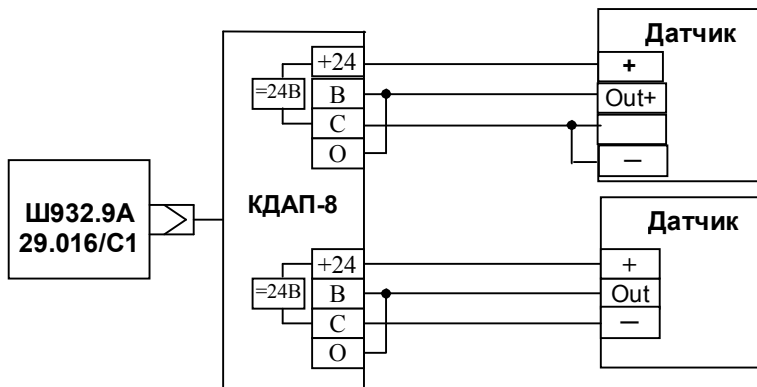 Датчик
+24
+
=24В
В
Out+
С
О
—
Ш932.9А
29.016/С1
КДАП-8
Датчик
+24
+
=24В
В
Out
С
—
О